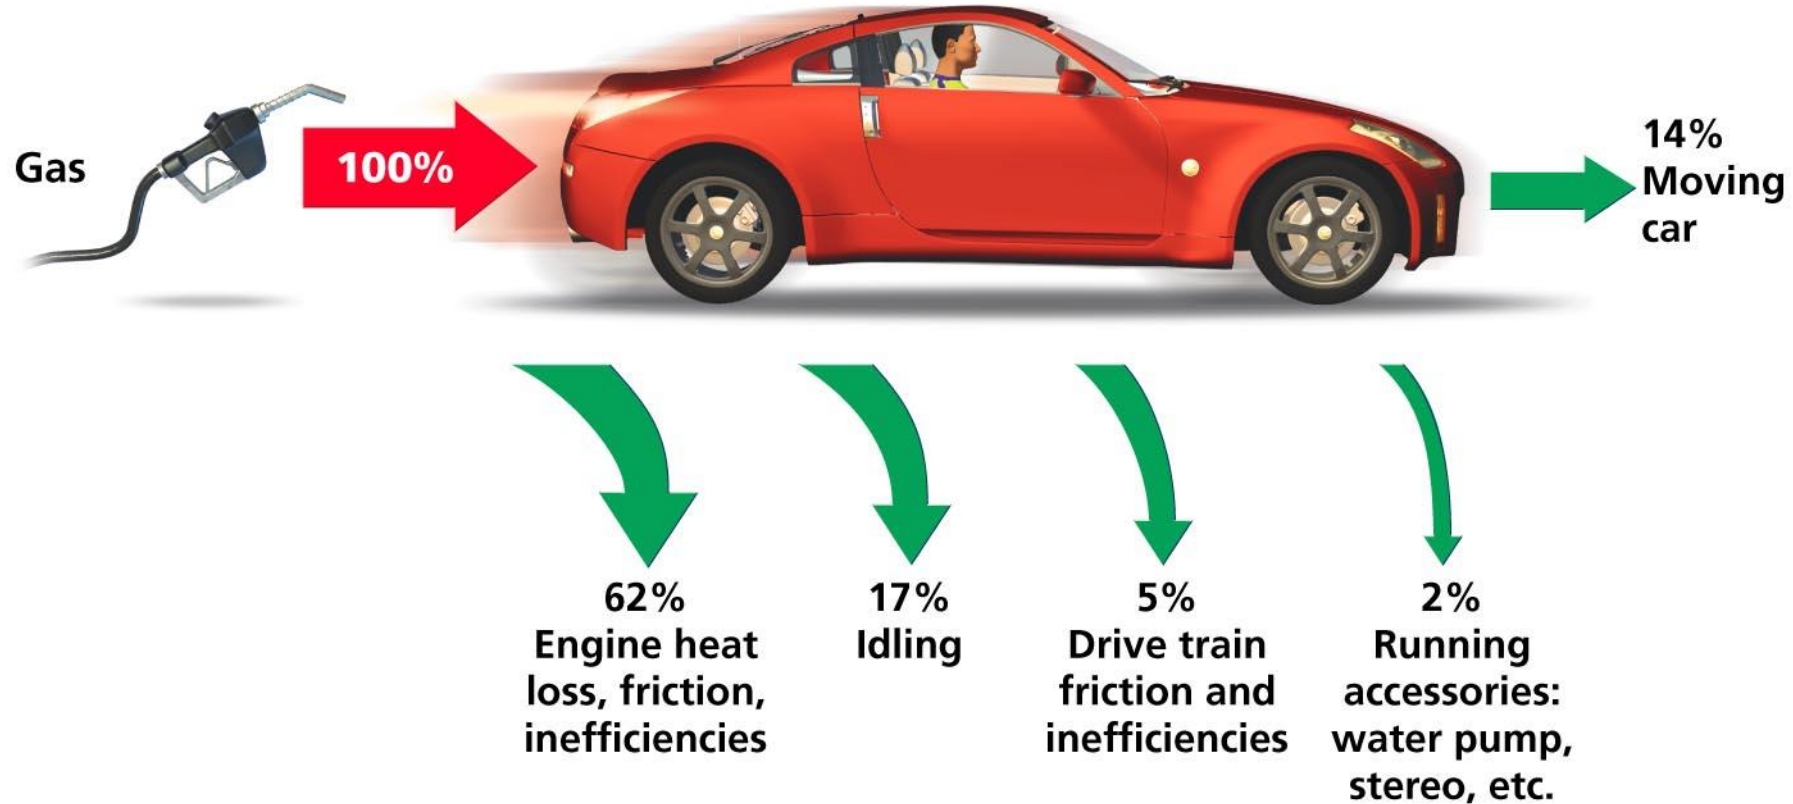 Gas
100%
14%
Moving
car
62%
Engine heat
loss, friction,
inefficiencies
17%
Idling
5%
Drive train
friction and
inefficiencies
2%
Running
accessories:
water pump,
stereo, etc.